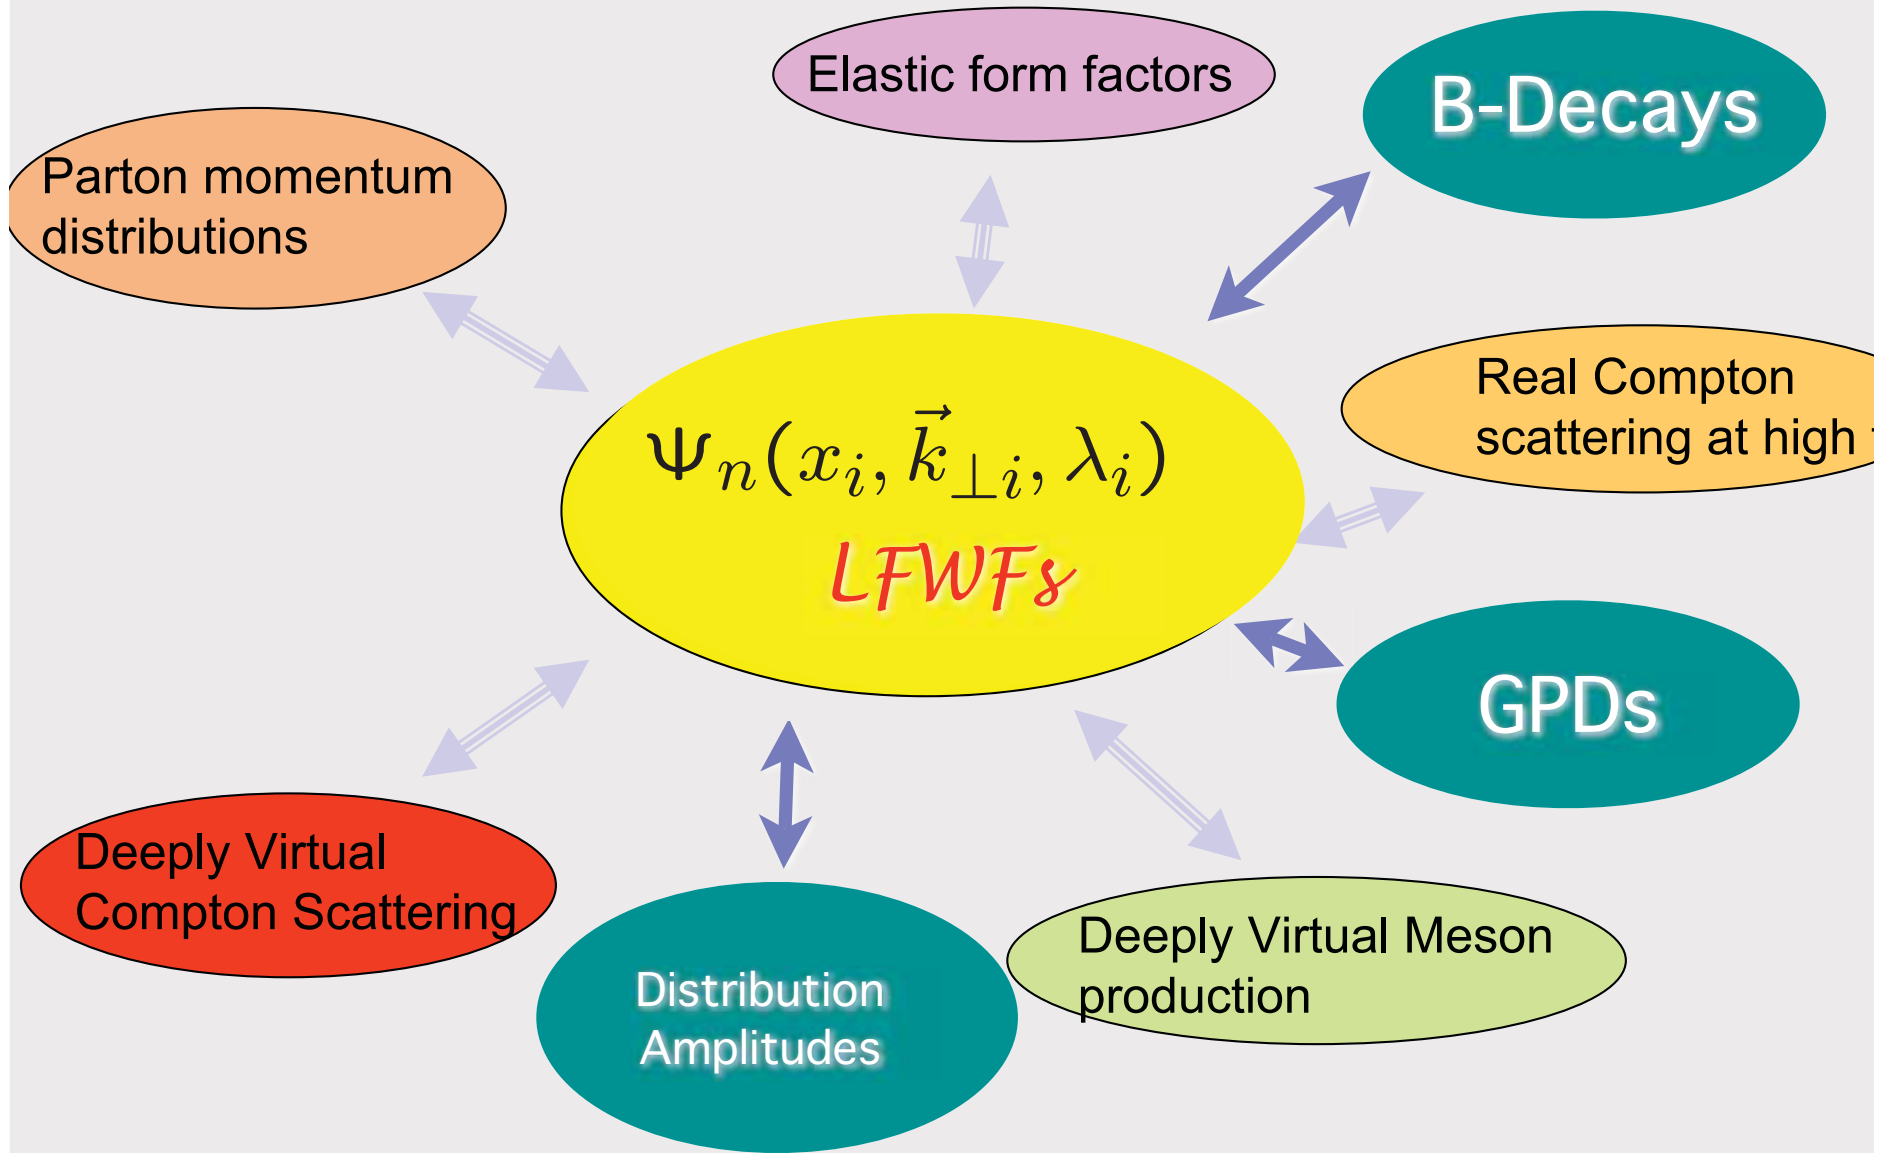 Elastic form factors
B-Decays
Parton momentum
distributions
Real Compton
scattering at high
Ψₙ(xᵢ, k⃗⊥ᵢ, λᵢ)
LFWFs
GPDs
Deeply Virtual
Compton Scattering
Distribution
Amplitudes
Deeply Virtual Meson
production